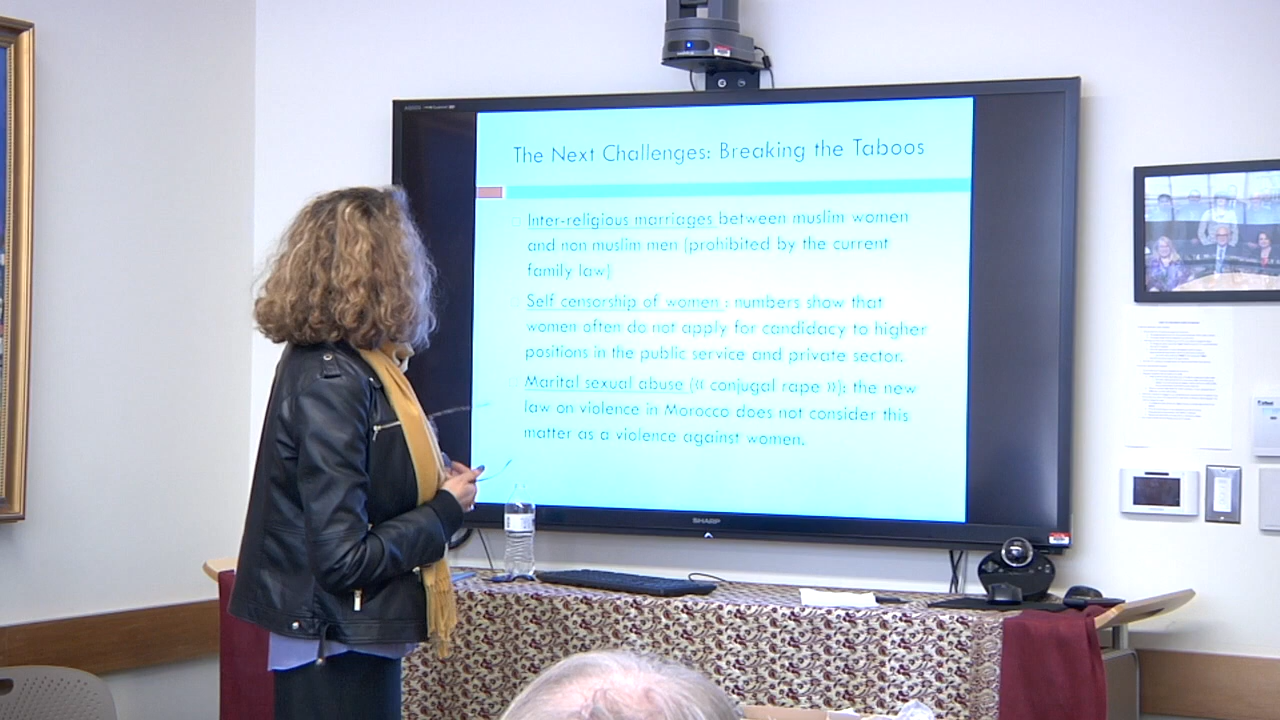 The Next Challenges: Breaking the Taboos
Inter-religious marriages between muslim women
and non muslim men (prohibited by the current
family law)
Self censorship of women : numbers show that
women often do not apply for candidacy to higher
positions in the public service and private section
Marital sexual abuse (« conjugal rape »): the new
law on violence in Morocco does not consider this
matter as a violence against women.
SHARP